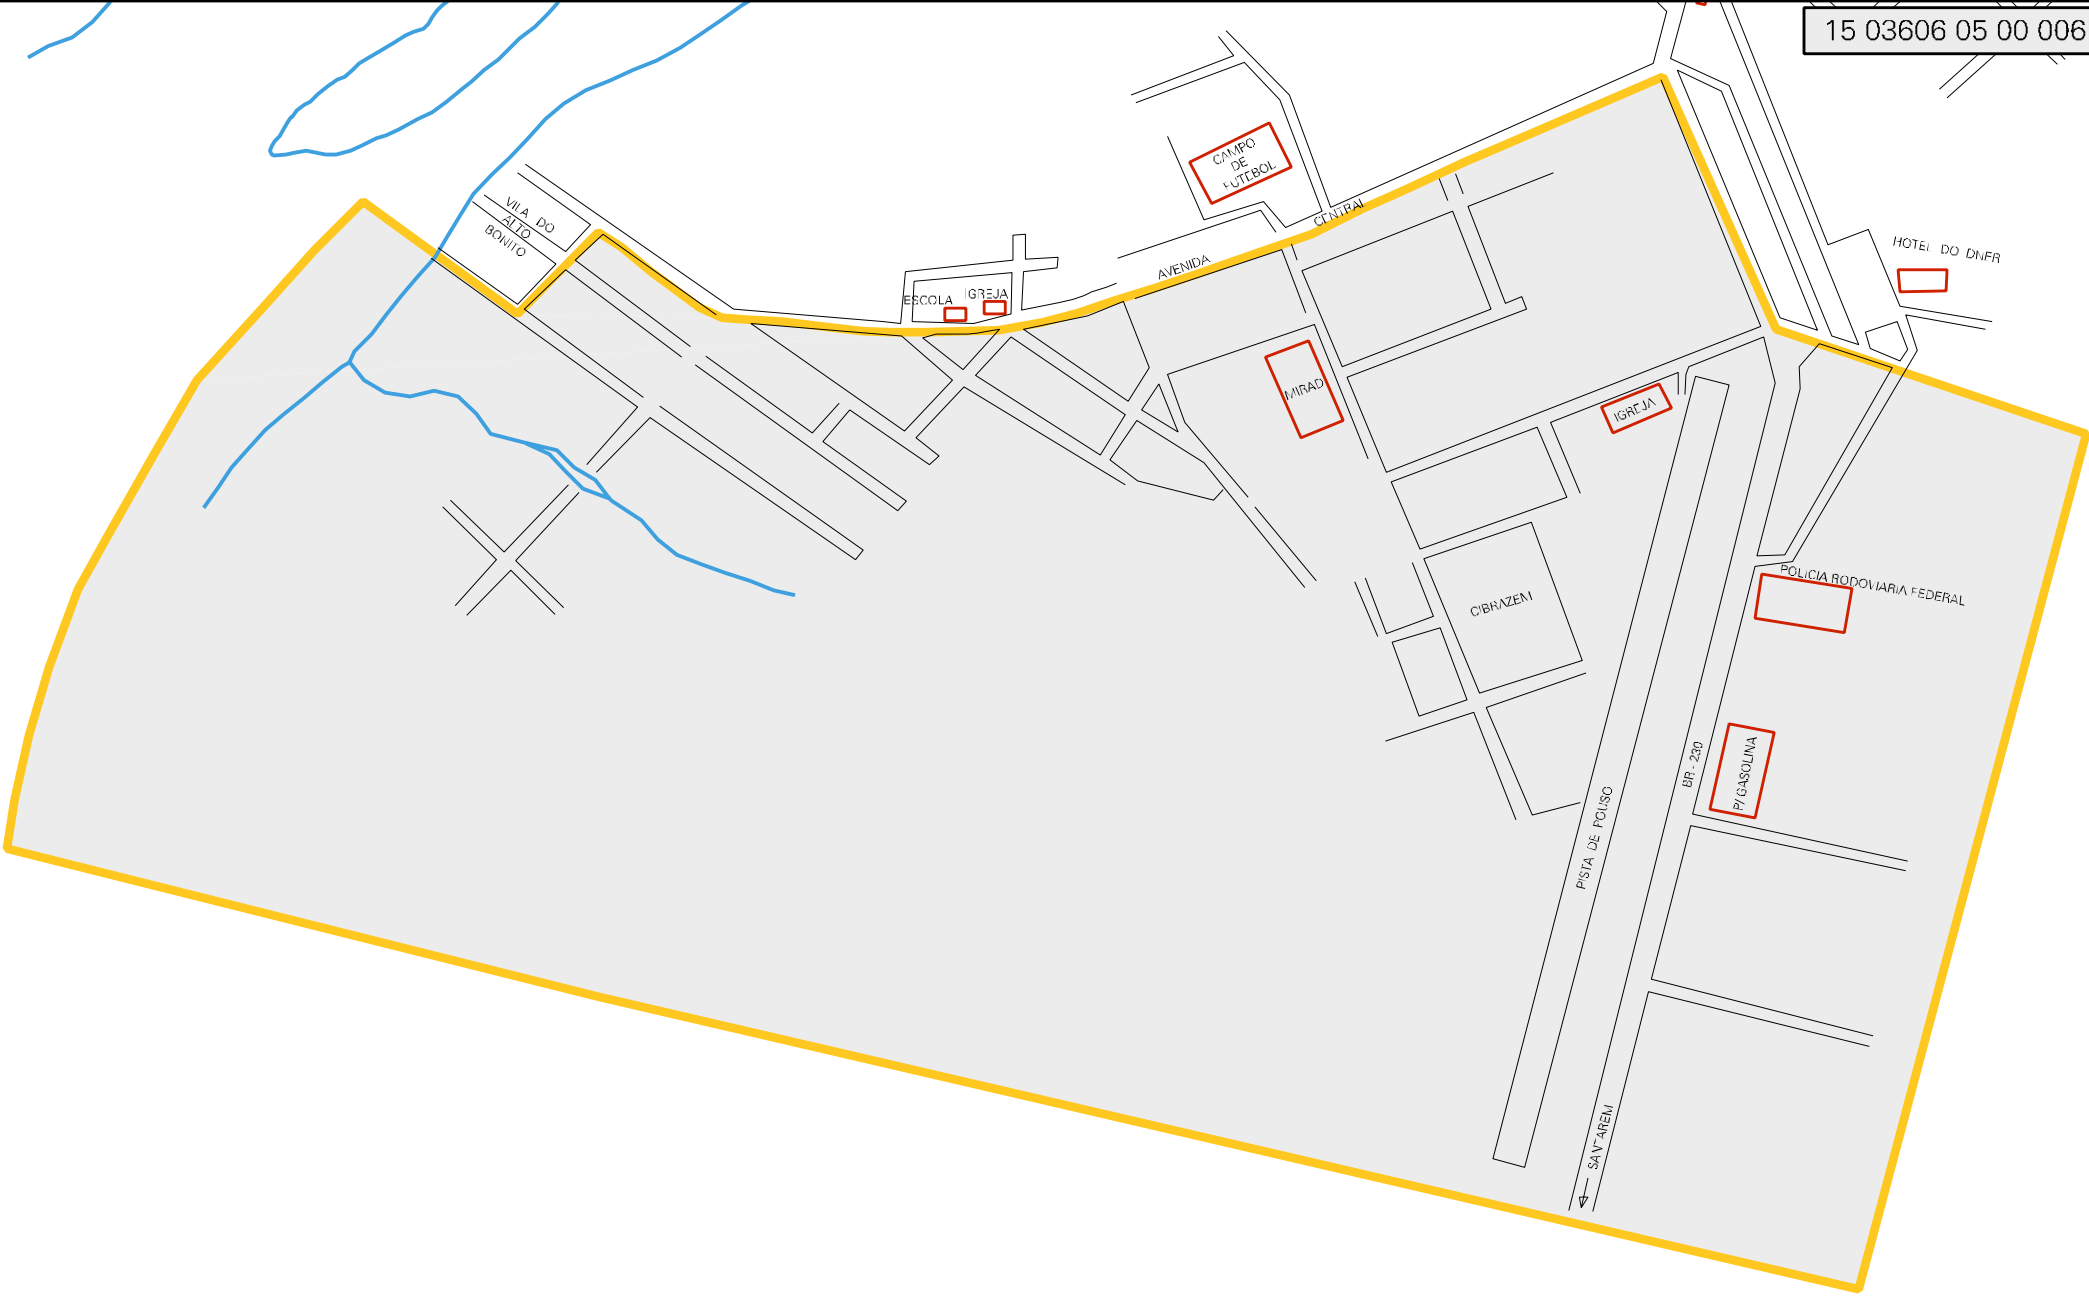 15 03606 05 00 006
CAMPO
DE
FUTEBOL
VILA DO
ALTO
BONITO
CENTRAL
AVENIDA
HOTEL DO DNER
ESCOLA
IGREJA
MIRAD
IGREJA
POLICIA RODOVIARIA FEDERAL
CIBRAZEM
BR - 230
P/ GASOLINA
PISTA DE POUSO
SANTAREM